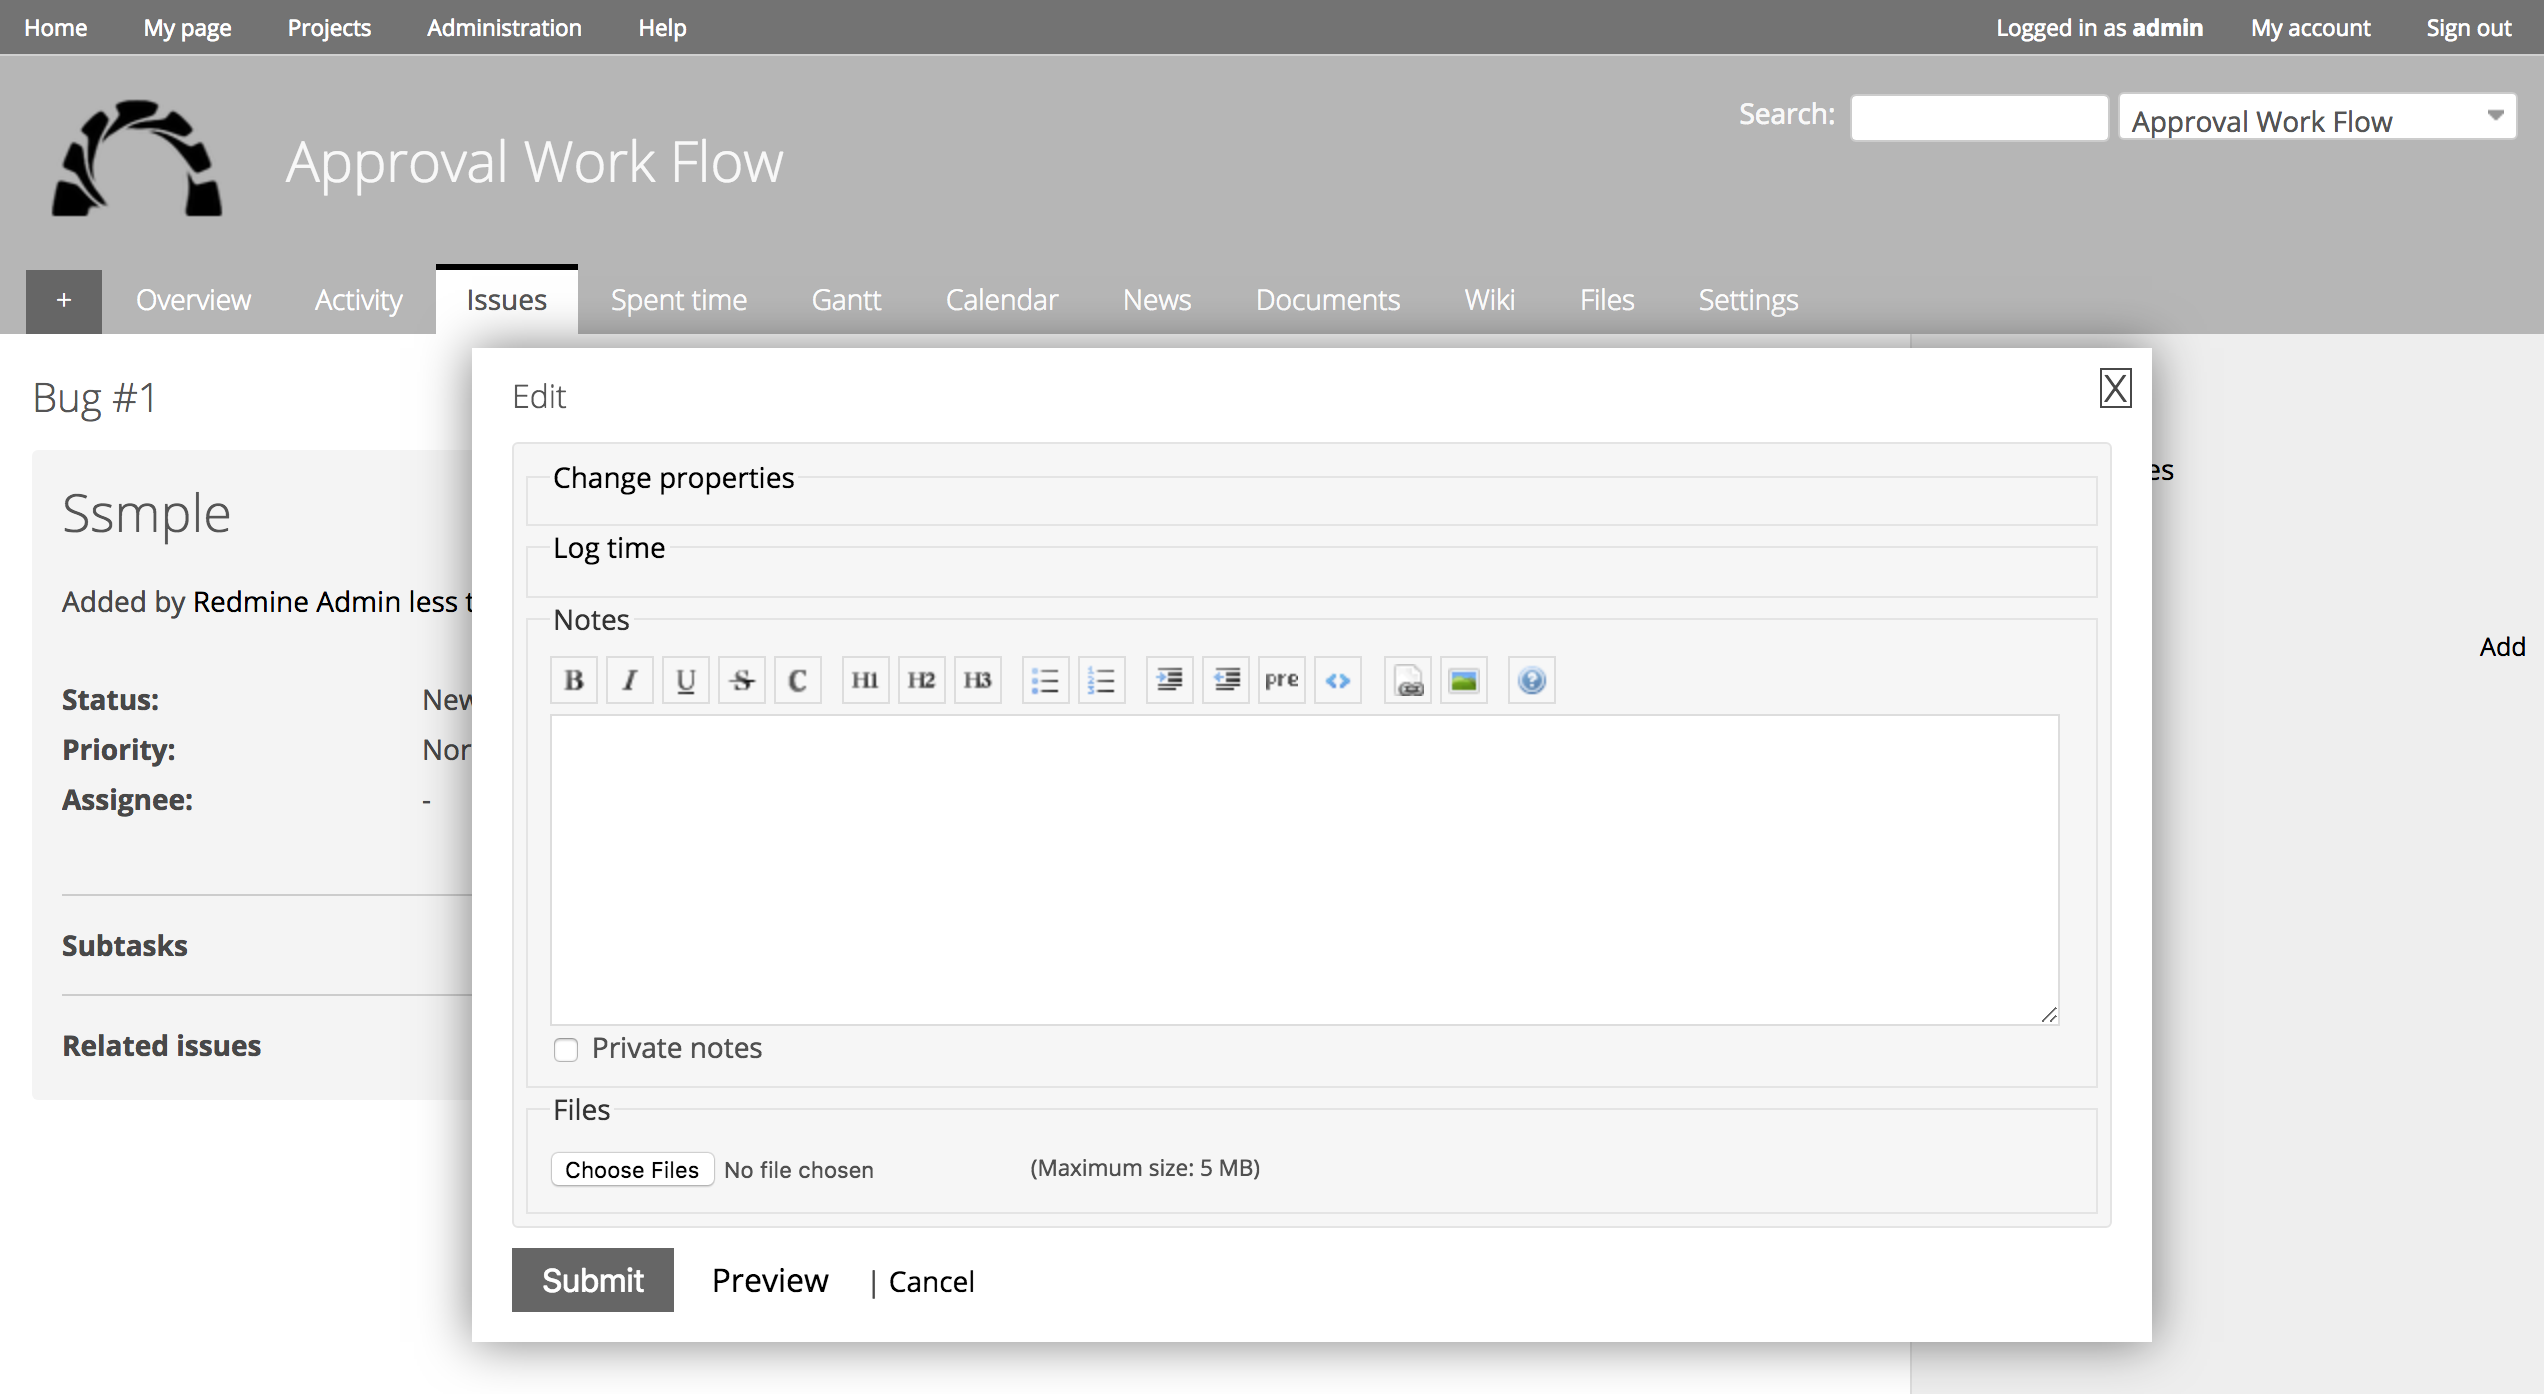 Home My page Projects Administration Help Logged in as admin My account Sign out
Search: Approval Work Flow
Approval Work Flow
+ Overview Activity Issues Spent time Gantt Calendar News Documents Wiki Files Settings
Bug #1
Ssmple
Added by Redmine Admin less
Status:
Priority:
Assignee: -
Subtasks
Related issues
Edit X
Change properties
Log time
Notes
B I U S C H1 H2 H3 pre <> ?
Private notes
Files
Choose Files No file chosen (Maximum size: 5 MB)
Submit Preview | Cancel
Add